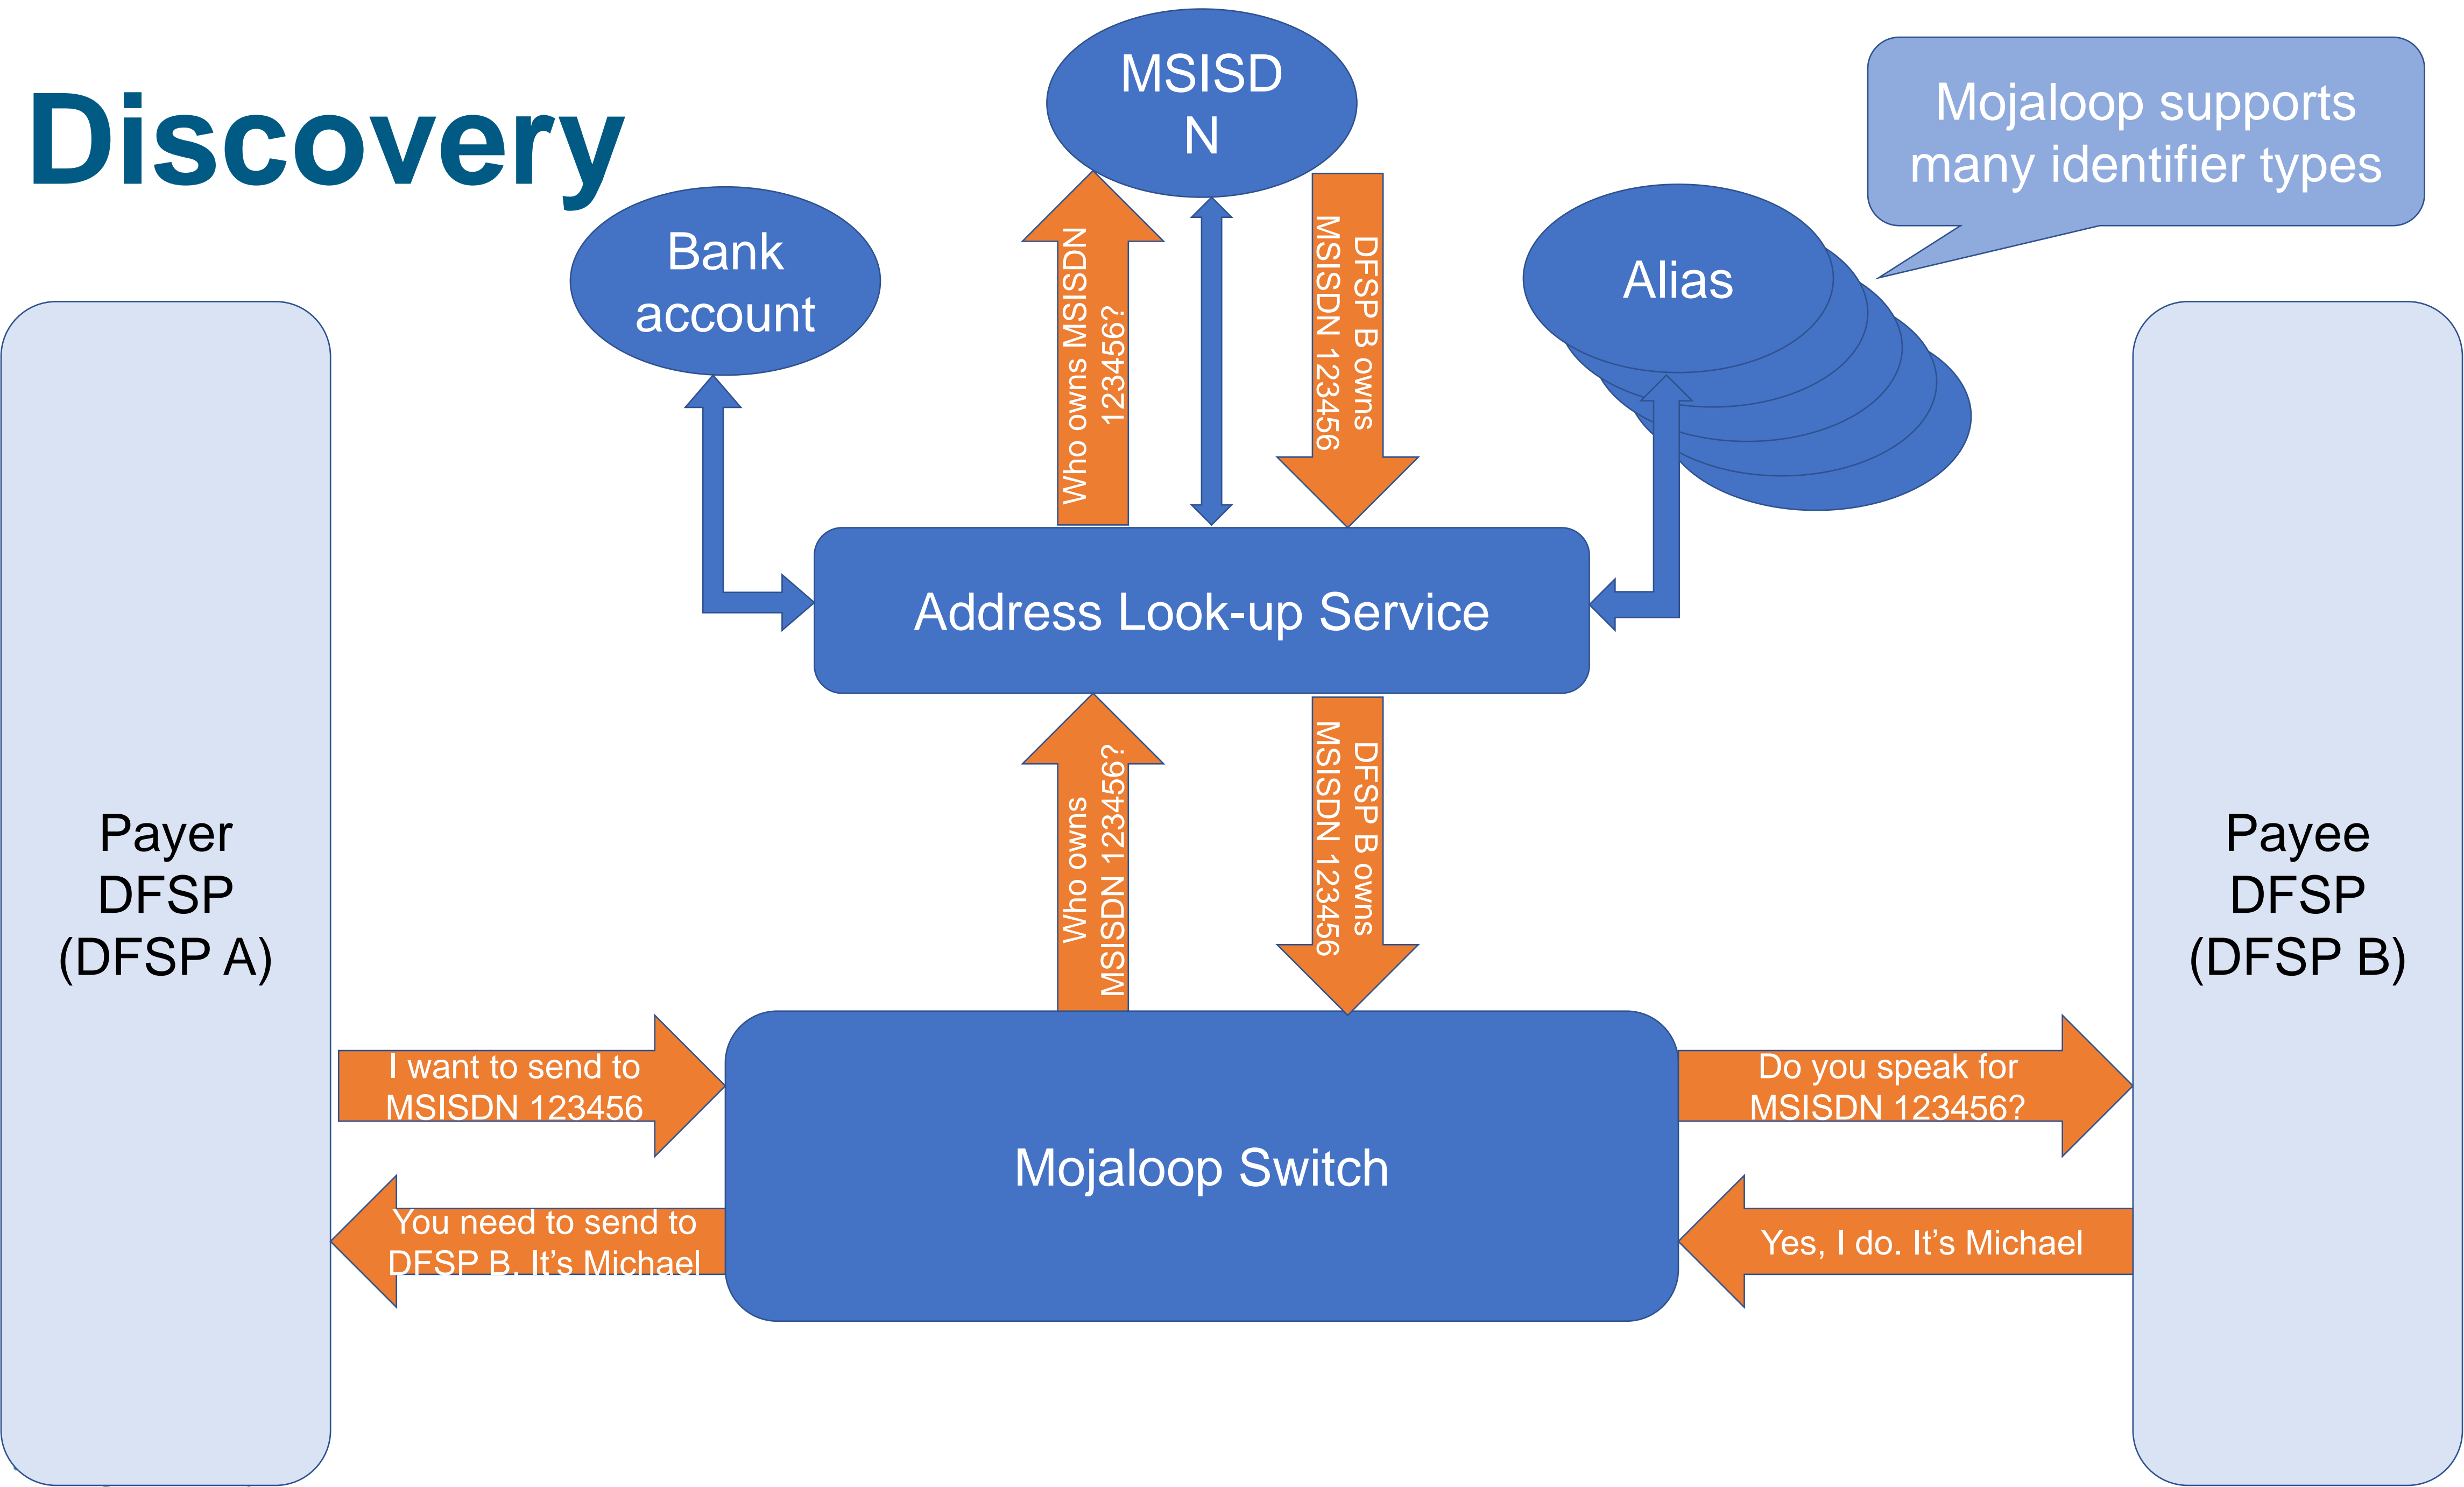 Discovery
MSISD
N
Mojaloop supports
many identifier types
Bank
account
Alias
Who owns MSISDN
123456?
DFSP B owns
MSISDN 123456
Address Look-up Service
Who owns
MSISDN 123456?
DFSP B owns
MSISDN 123456
Payer
DFSP
(DFSP A)
Payee
DFSP
(DFSP B)
I want to send to
MSISDN 123456
Do you speak for
MSISDN 123456?
Mojaloop Switch
You need to send to
DFSP B. It’s Michael
Yes, I do. It’s Michael